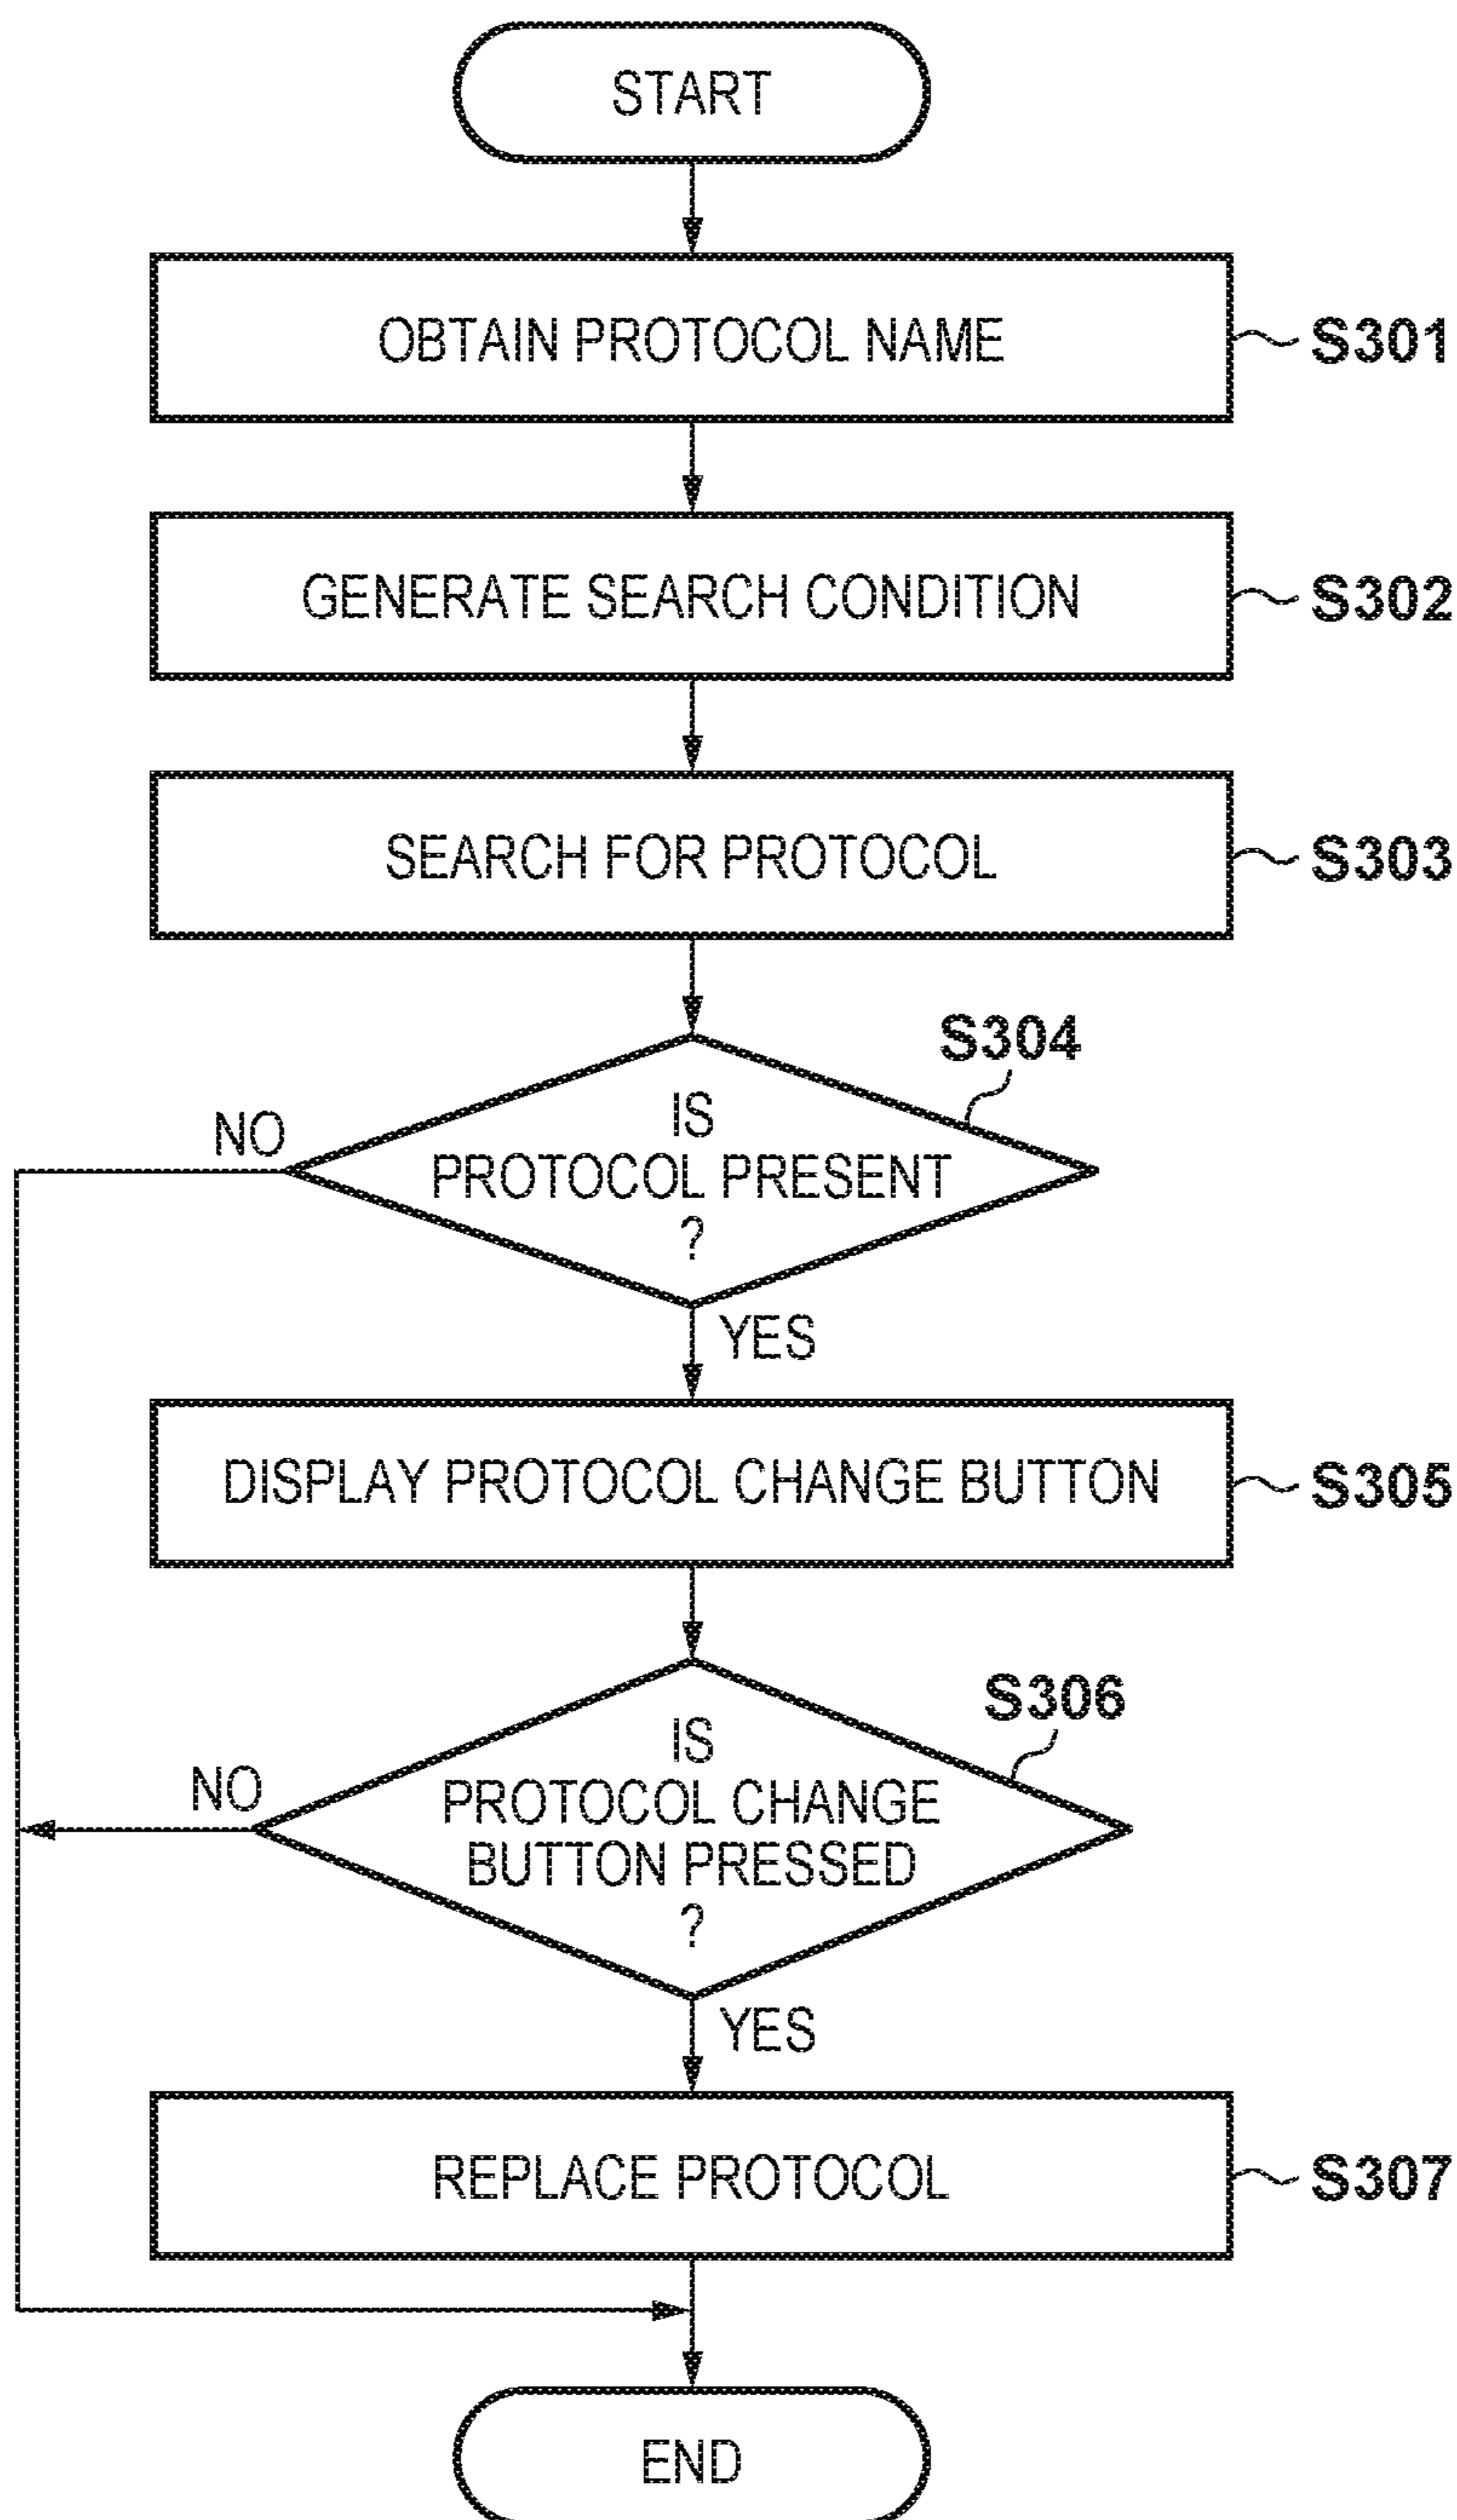 START
OBTAIN PROTOCOL NAME
S301
GENERATE SEARCH CONDITION
S302
SEARCH FOR PROTOCOL
S303
S304
NO
IS
PROTOCOL PRESENT
?
YES
DISPLAY PROTOCOL CHANGE BUTTON
S305
S306
NO
IS
PROTOCOL CHANGE
BUTTON PRESSED
?
YES
REPLACE PROTOCOL
S307
END